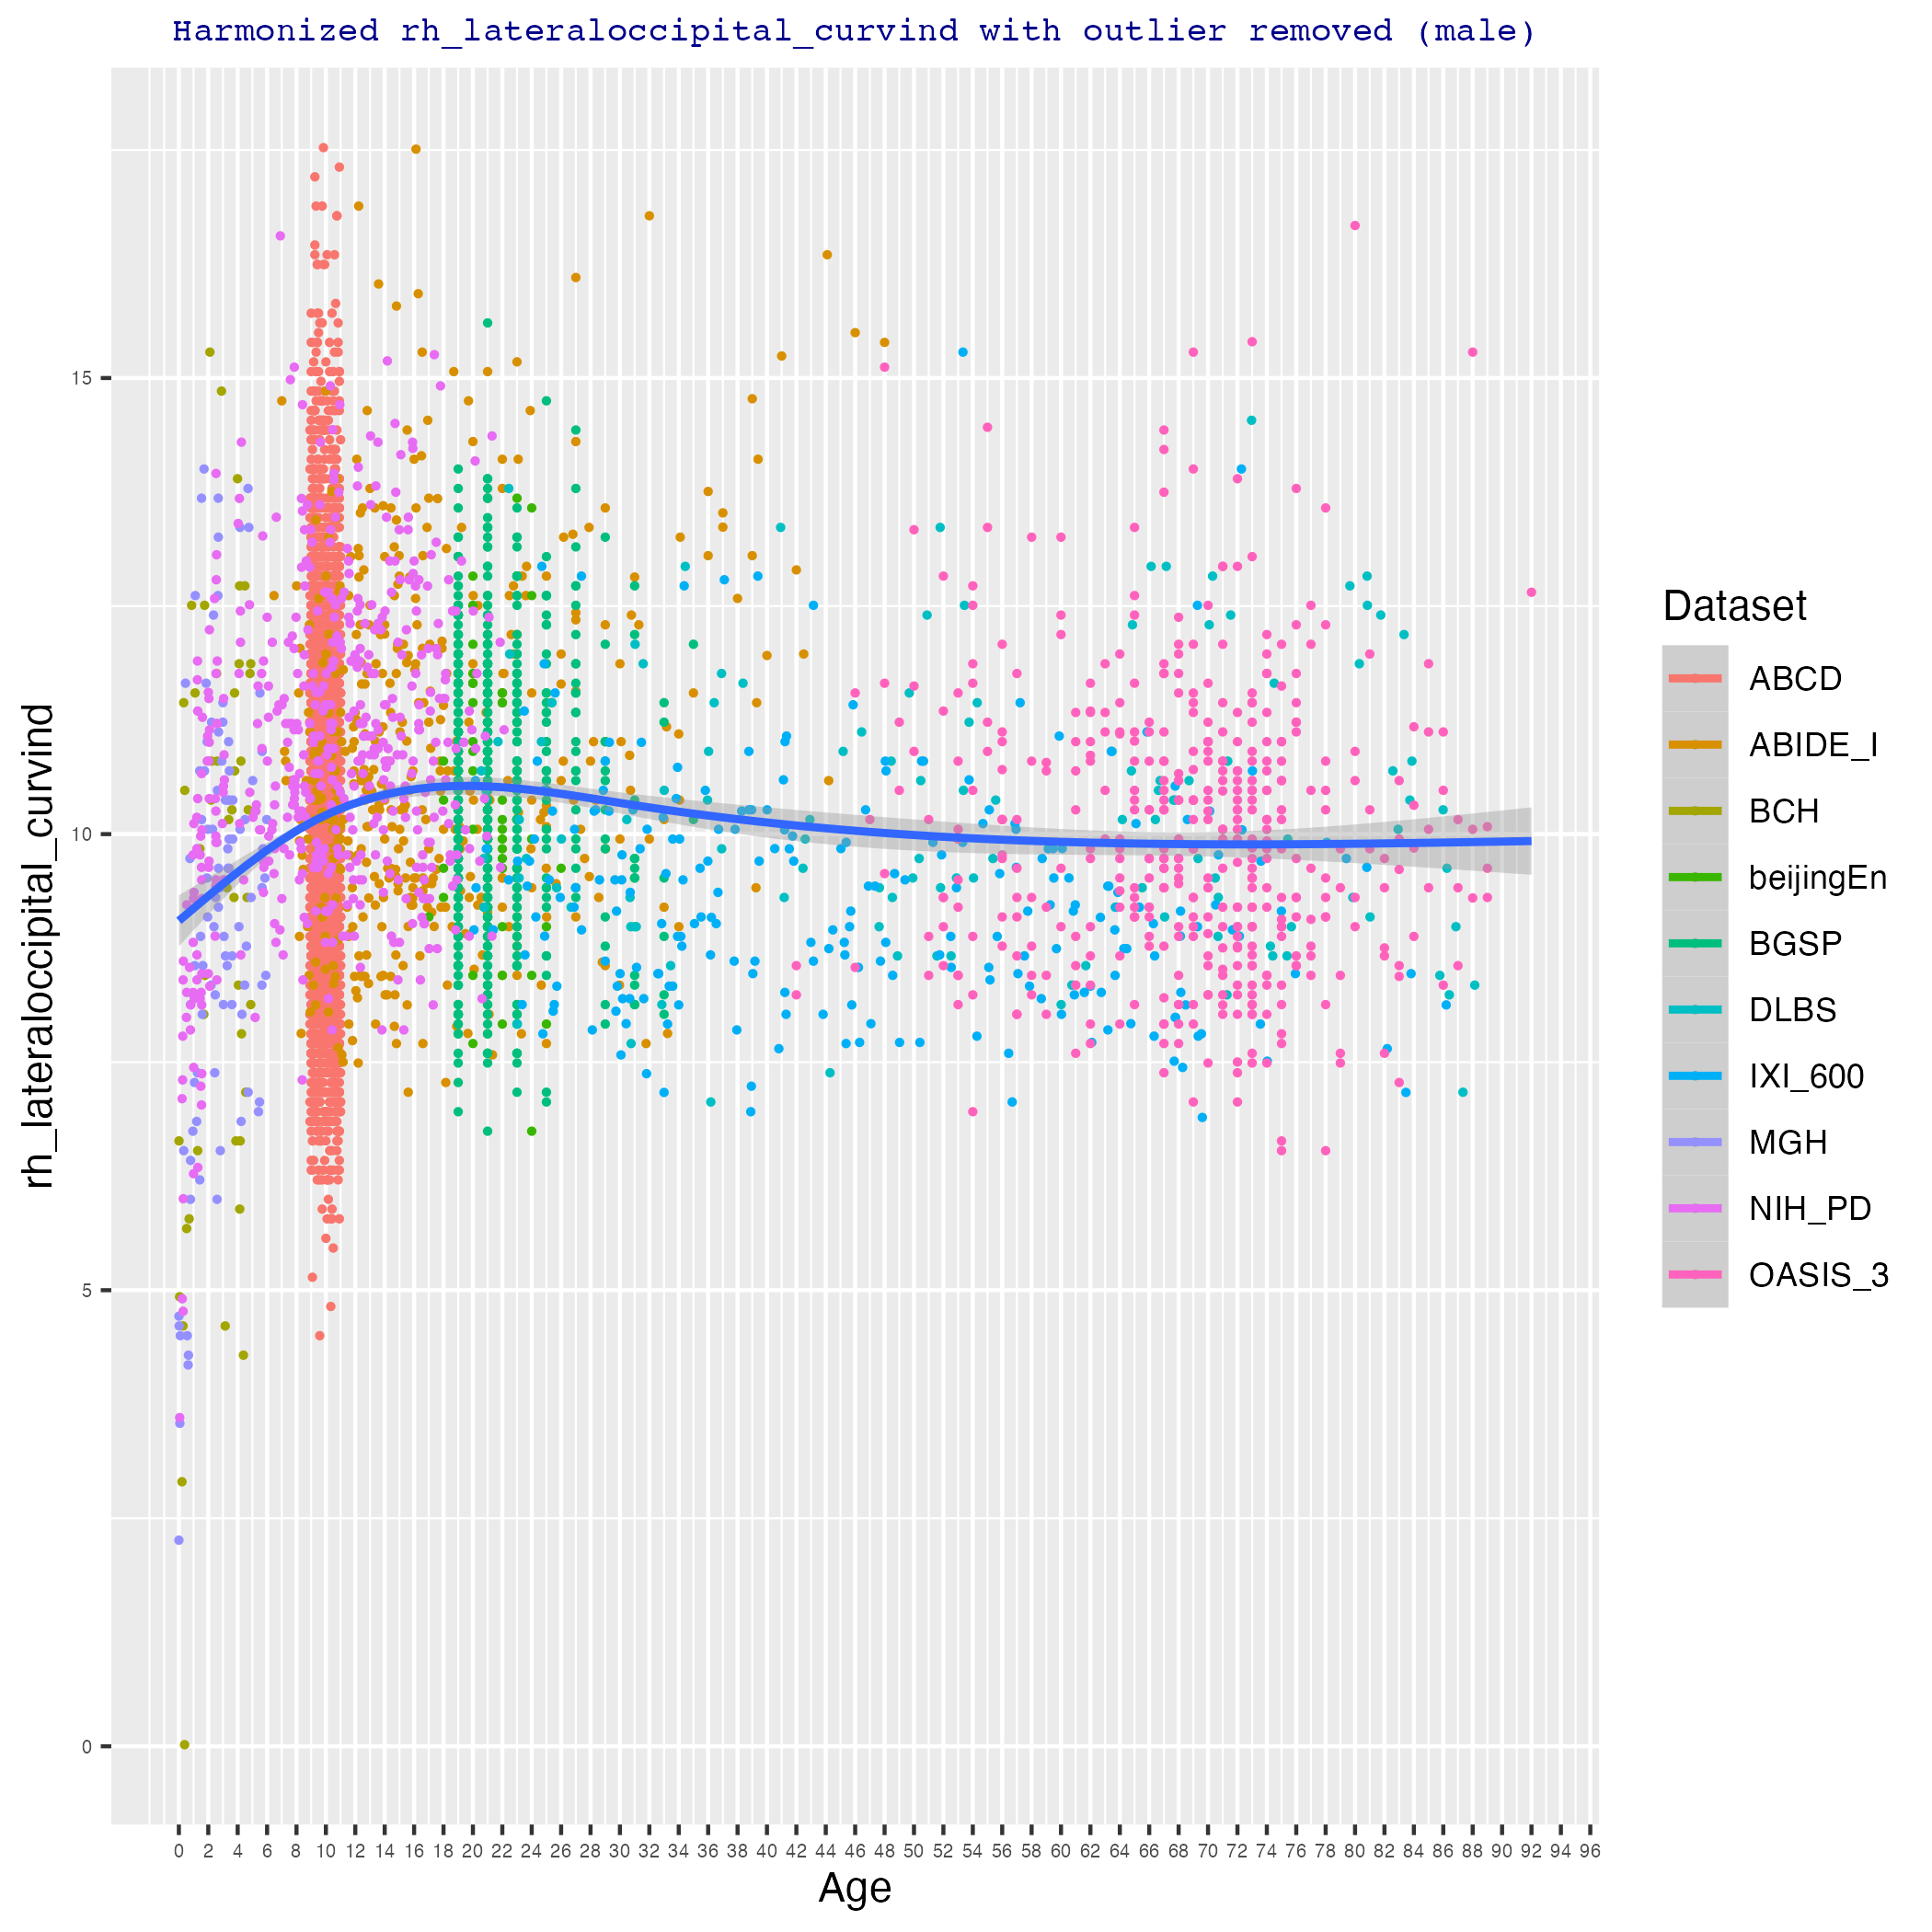 Harmonized rh_lateraloccipital_curvind with outlier removed (male)
rh_lateraloccipital_curvind
15
10
5
0
0 2 4 6 8 10 12 14 16 18 20 22 24 26 28 30 32 34 36 38 40 42 44 46 48 50 52 54 56 58 60 62 64 66 68 70 72 74 76 78 80 82 84 86 88 90 92 94 96
Age
Dataset
ABCD
ABIDE_I
BCH
beijingEn
BGSP
DLBS
IXI_600
MGH
NIH_PD
OASIS_3